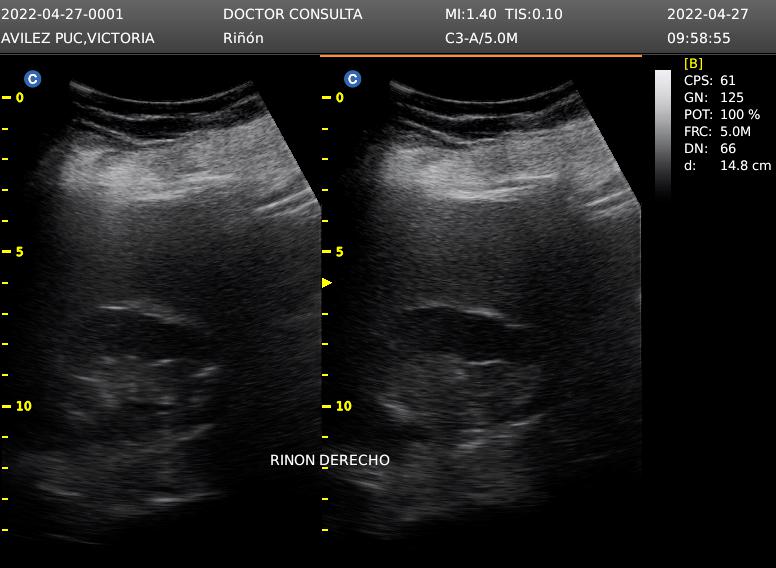 2022-04-27-0001 DOCTOR CONSULTA MI:1.40 TIS:0.10 2022-04-27
AVILEZ PUC,VICTORIA Riñón C3-A/5.0M 09:58:55
[B]
CPS: 61
GN: 125
POT: 100 %
FRC: 5.0M
DN: 66
d: 14.8 cm
C C
0 0
5 5
10 10
RINON DERECHO